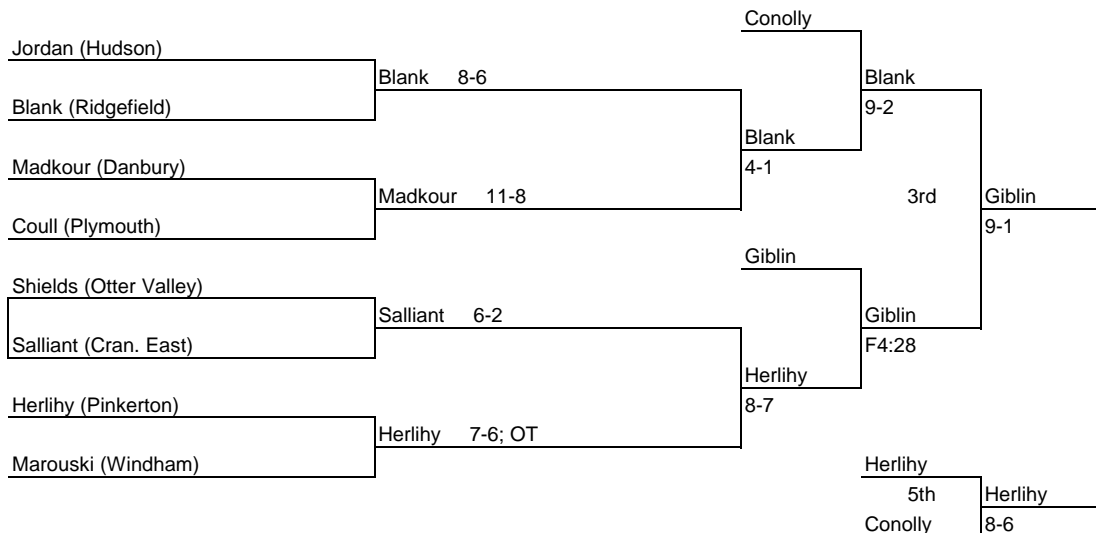 Conolly
Jordan (Hudson)
Blank 8-6
Blank
Blank (Ridgefield)
9-2
Blank
Madkour (Danbury)
4-1
Madkour 11-8
3rd
Giblin
Coull (Plymouth)
9-1
Giblin
Shields (Otter Valley)
Salliant 6-2
Giblin
Salliant (Cran. East)
F4:28
Herlihy
Herlihy (Pinkerton)
8-7
Herlihy 7-6; OT
Marouski (Windham)
Herlihy
5th
Herlihy
Conolly
8-6